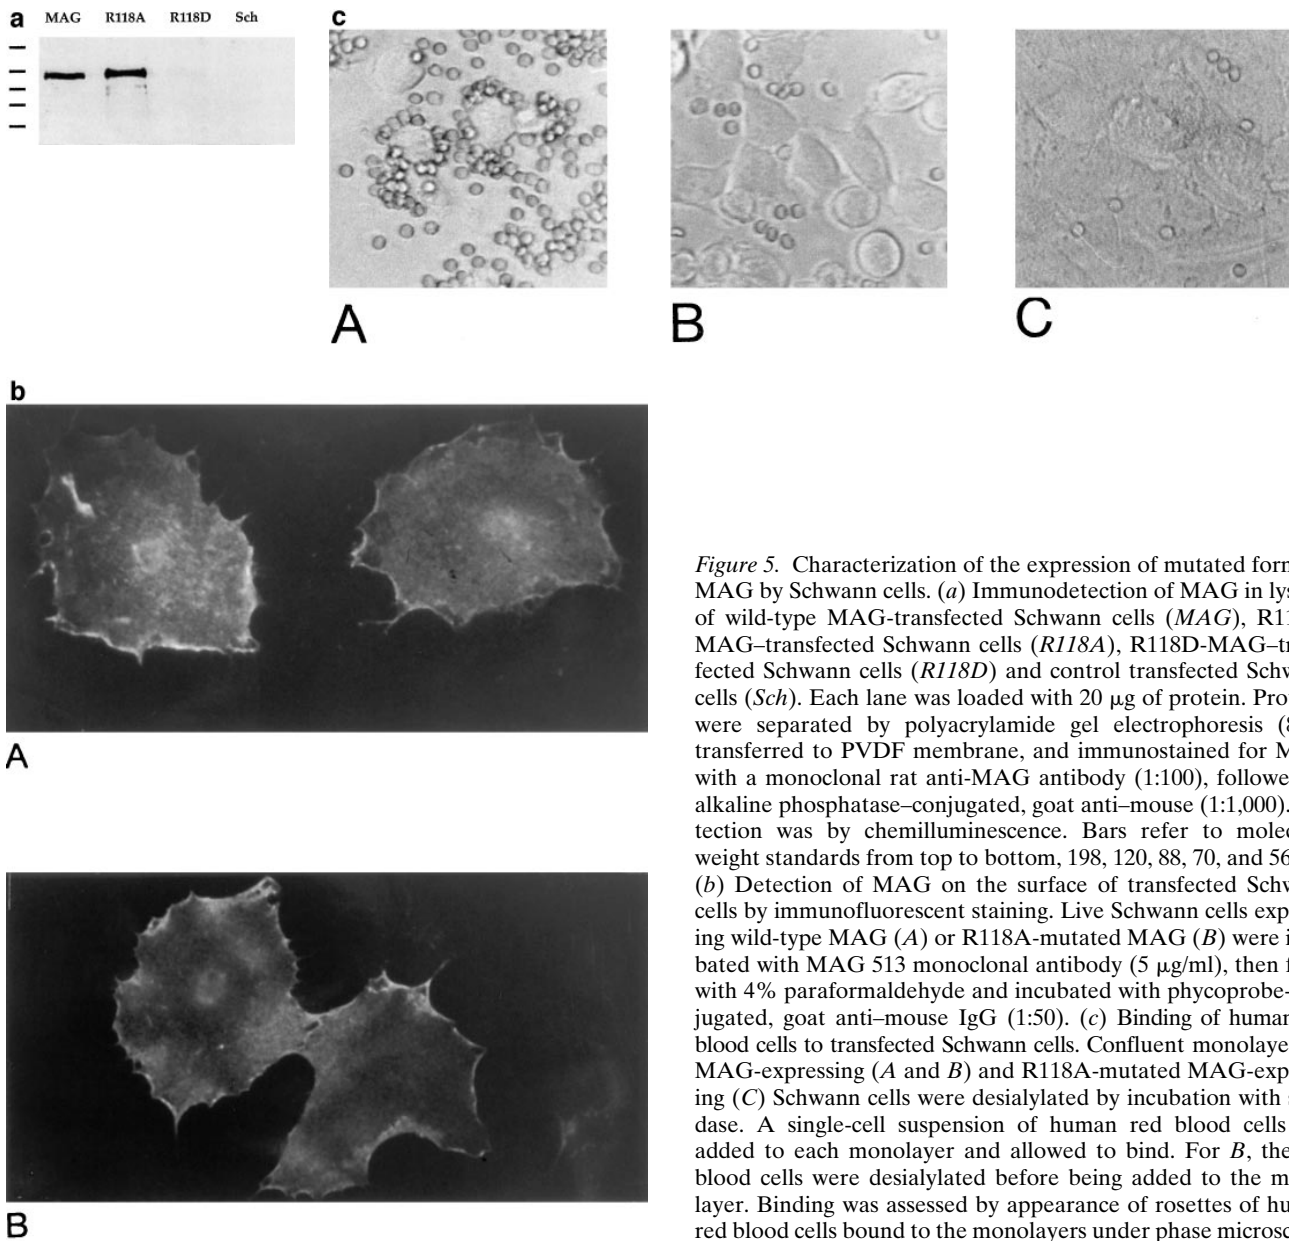 a MAG R118A R118D Sch
c
A B C
b
A
B
Figure 5. Characterization of the expression of mutated forn
MAG by Schwann cells. (a) Immunodetection of MAG in lys
of wild-type MAG-transfected Schwann cells (MAG), R11
MAG–transfected Schwann cells (R118A), R118D-MAG–tr
fected Schwann cells (R118D) and control transfected Schw
cells (Sch). Each lane was loaded with 20 μg of protein. Prot
were separated by polyacrylamide gel electrophoresis (8
transferred to PVDF membrane, and immunostained for M
with a monoclonal rat anti-MAG antibody (1:100), followe
alkaline phosphatase–conjugated, goat anti–mouse (1:1,000).
tection was by chemilluminescence. Bars refer to molec
weight standards from top to bottom, 198, 120, 88, 70, and 56
(b) Detection of MAG on the surface of transfected Schw
cells by immunofluorescent staining. Live Schwann cells exp
ing wild-type MAG (A) or R118A-mutated MAG (B) were i
bated with MAG 513 monoclonal antibody (5 μg/ml), then f
with 4% paraformaldehyde and incubated with phycoprobe-
jugated, goat anti–mouse IgG (1:50). (c) Binding of human
blood cells to transfected Schwann cells. Confluent monolaye
MAG-expressing (A and B) and R118A-mutated MAG-exp
ing (C) Schwann cells were desialylated by incubation with s
dase. A single-cell suspension of human red blood cells
added to each monolayer and allowed to bind. For B, the
blood cells were desialylated before being added to the m
layer. Binding was assessed by appearance of rosettes of hu
red blood cells bound to the monolayers under phase microsc